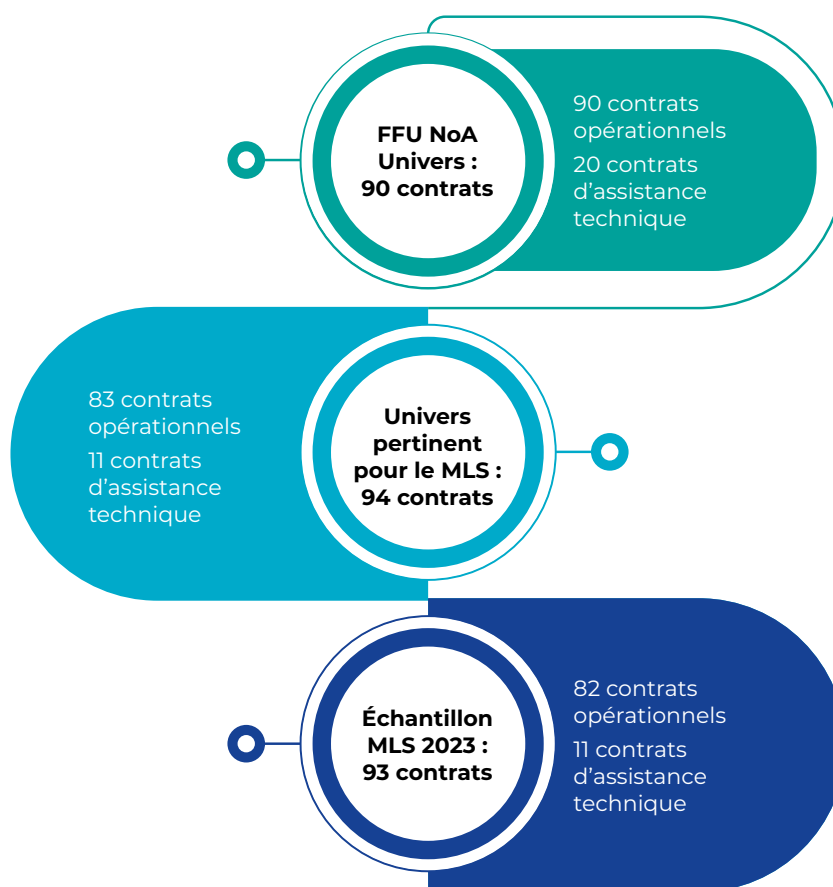 FFU NoA
Univers :
90 contrats
90 contrats
opérationnels
20 contrats
d’assistance
technique
83 contrats
opérationnels
11 contrats
d’assistance
technique
Univers
pertinent
pour le MLS :
94 contrats
Échantillon
MLS 2023 :
93 contrats
82 contrats
opérationnels
11 contrats
d’assistance
technique